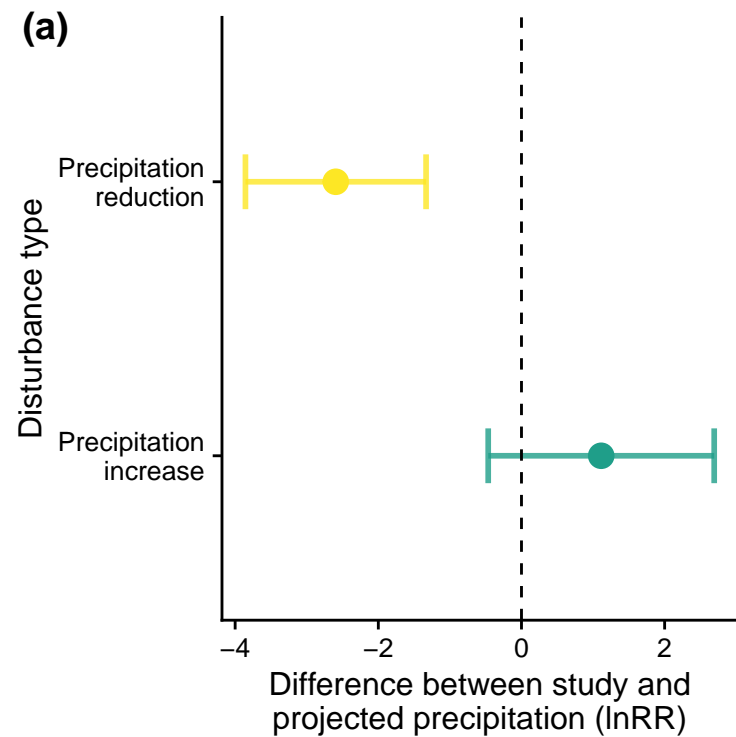 (a)
Disturbance type
Precipitation
reduction
Precipitation
increase
−4 −2 0 2
Difference between study and
projected precipitation (lnRR)